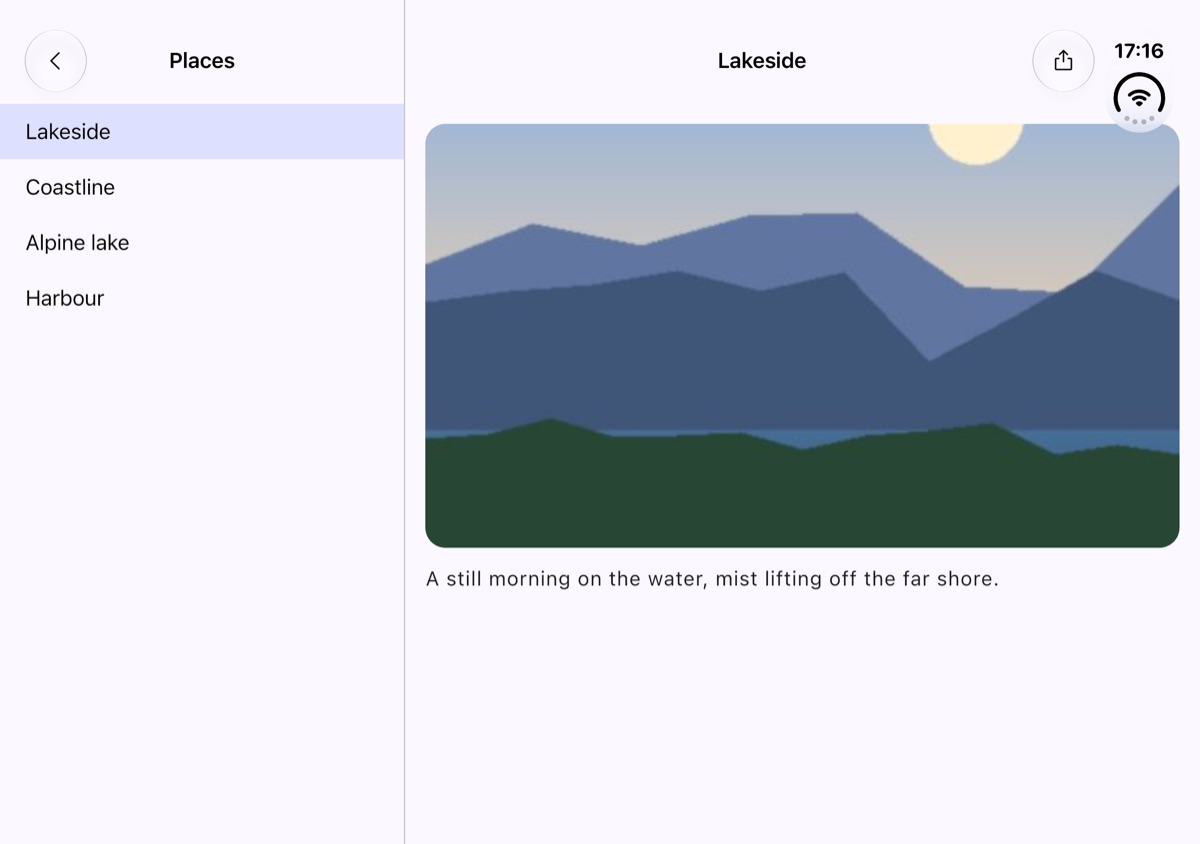 Places
Lakeside
Coastline
Alpine lake
Harbour
Lakeside
17:16
A still morning on the water, mist lifting off the far shore.